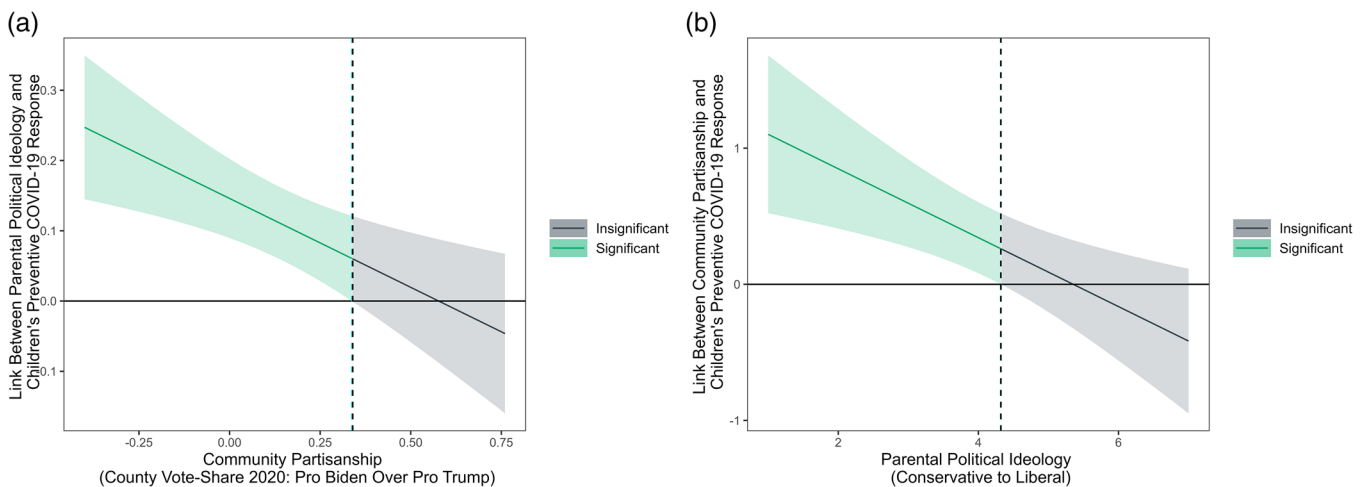 (a)
Link Between Parental Political Ideology and
Children's Preventive COVID-19 Response
0.3
0.2
0.1
0.0
0.1
-0.25
0.00
0.25
0.50
0.75
Community Partisanship
(County Vote-Share 2020: Pro Biden Over Pro Trump)
Insignificant
Significant
(b)
Link Between Community Partisanship and
Children's Preventive COVID-19 Response
1
0
-1
2
4
6
Parental Political Ideology
(Conservative to Liberal)
Insignificant
Significant